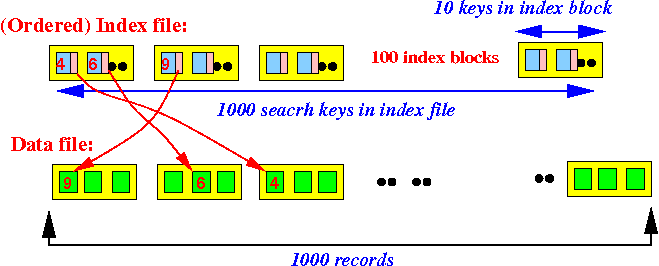 10 keys in index block
(Ordered) Index file:
4 6 9
100 index blocks
1000 seacrh keys in index file
Data file:
9 6 4
1000 records